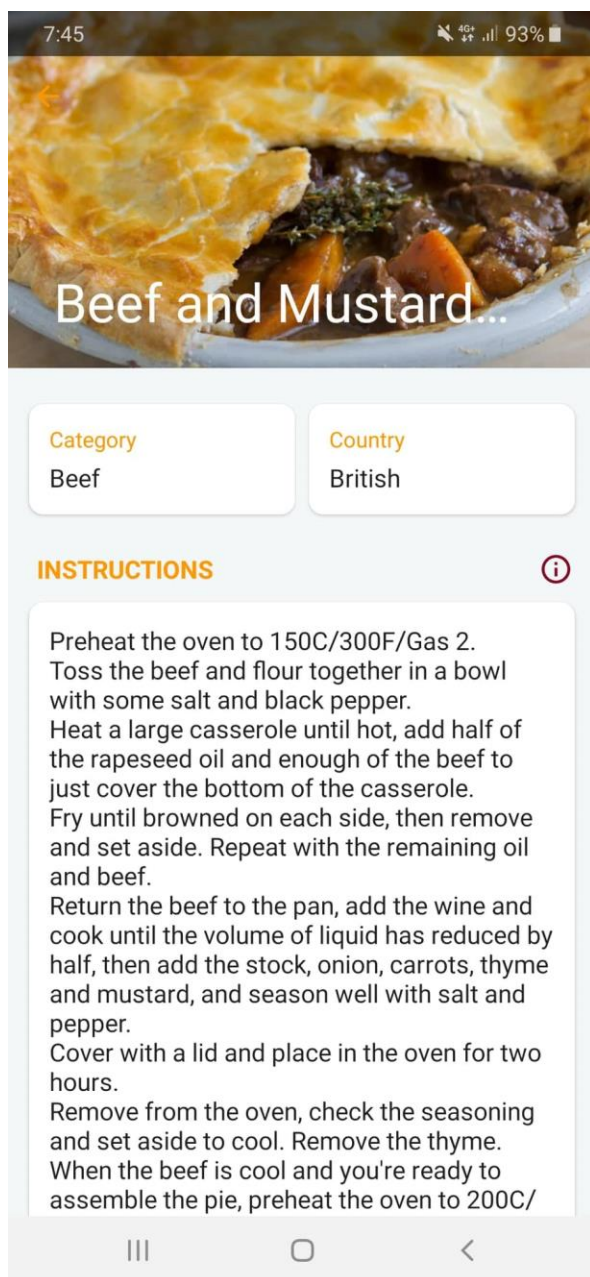 7:45 4G+ 93%
Beef and Mustard...
Category
Beef
Country
British
INSTRUCTIONS
Preheat the oven to 150C/300F/Gas 2.
Toss the beef and flour together in a bowl
with some salt and black pepper.
Heat a large casserole until hot, add half of
the rapeseed oil and enough of the beef to
just cover the bottom of the casserole.
Fry until browned on each side, then remove
and set aside. Repeat with the remaining oil
and beef.
Return the beef to the pan, add the wine and
cook until the volume of liquid has reduced by
half, then add the stock, onion, carrots, thyme
and mustard, and season well with salt and
pepper.
Cover with a lid and place in the oven for two
hours.
Remove from the oven, check the seasoning
and set aside to cool. Remove the thyme.
When the beef is cool and you're ready to
assemble the pie, preheat the oven to 200C/